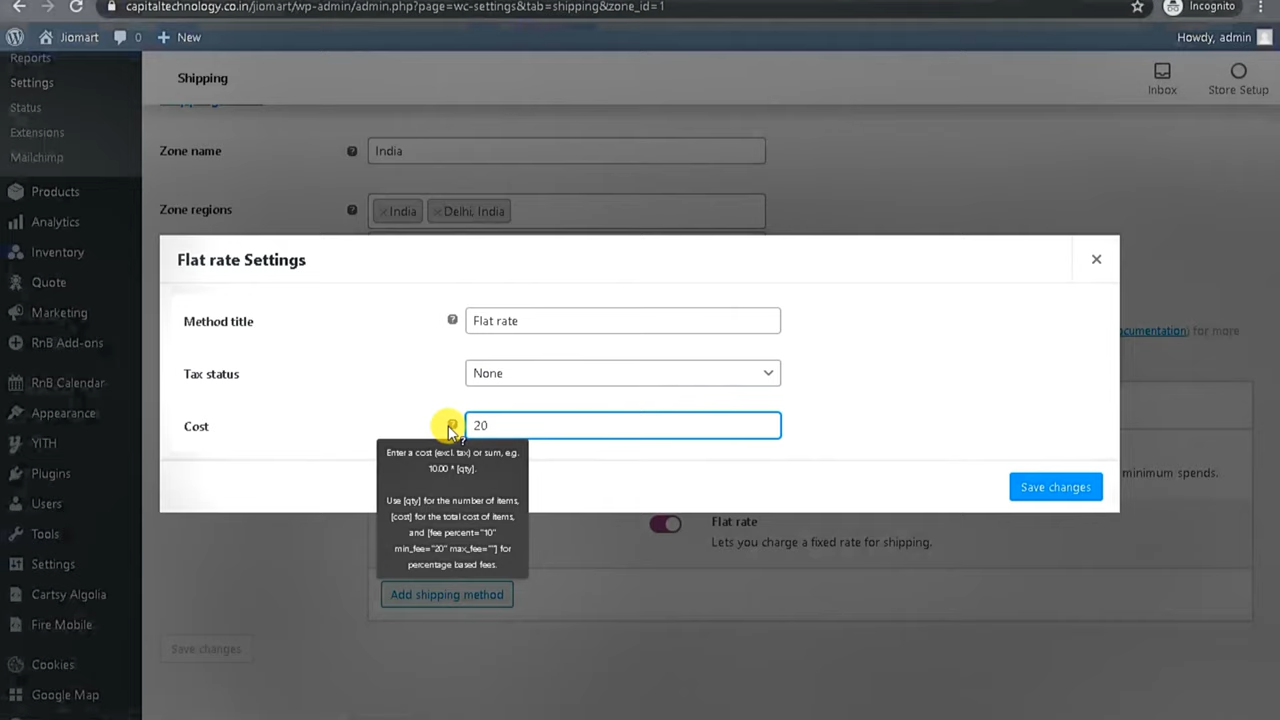 capitaltechnology.co.in/jiomart/wp-admin/admin.php?page=wc-settings&tab=shipping&zone_id=1
Incognito
Jiomart
0
New
Howdy, admin
Reports
Settings
Status
Extensions
Mailchimp
Products
Analytics
Inventory
Quote
Marketing
RnB Add-ons
RnB Calendar
Appearance
YITH
Plugins
Users
Tools
Settings
Cartsy Algolia
Fire Mobile
Cookies
Google Map
Shipping
Inbox
Store Setup
Zone name
India
Zone regions
India
Delhi, India
Flat rate Settings
Method title
Flat rate
Tax status
None
Cost
20
Enter a cost (excl. tax) or sum, e.g.
10.00 * [qty].
Use [qty] for the number of items,
[cost] for the total cost of items,
and [fee percent="10"
min_fee="20" max_fee=""] for
percentage based fees.
Save changes
ocumentation) for more
minimum spends.
Flat rate
Lets you charge a fixed rate for shipping.
Add shipping method
Save changes